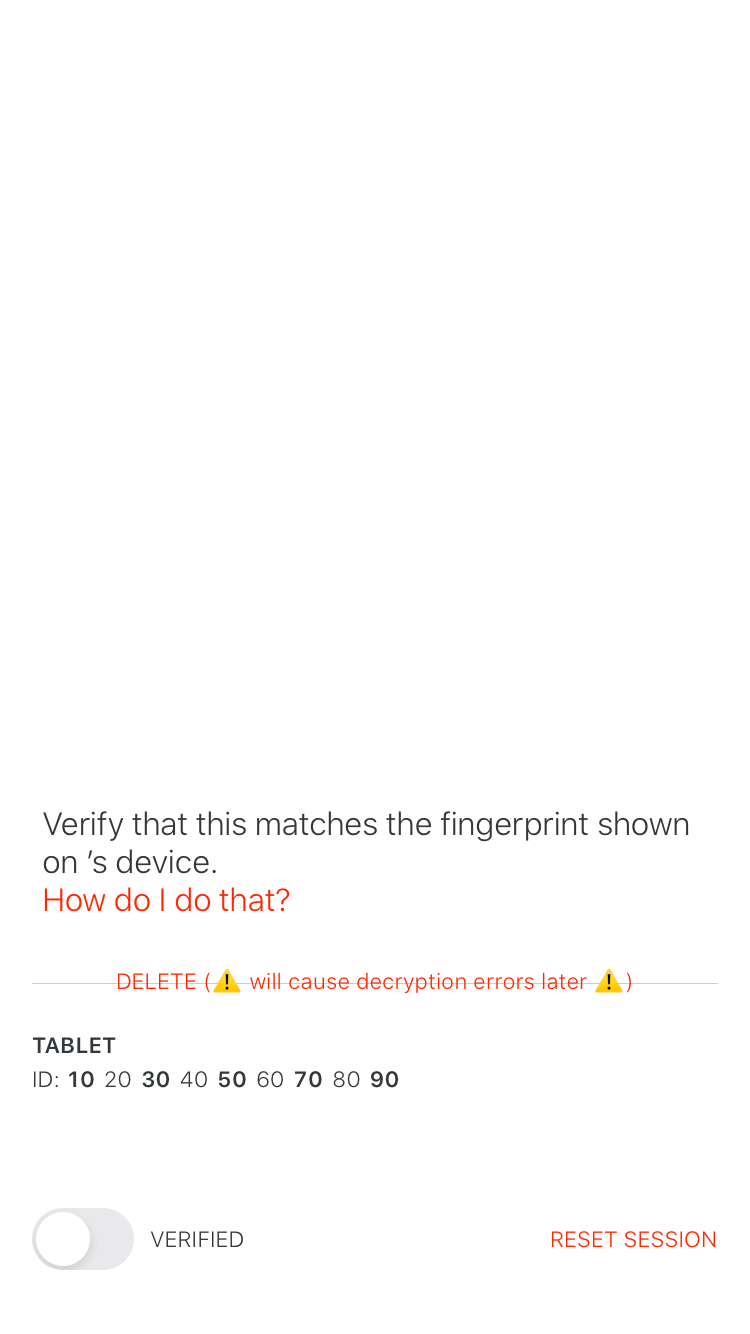 Verify that this matches the fingerprint shown
on ’s device.
How do I do that?
DELETE (⚠️ will cause decryption errors later ⚠️)
TABLET
ID: 10 20 30 40 50 60 70 80 90
VERIFIED
RESET SESSION